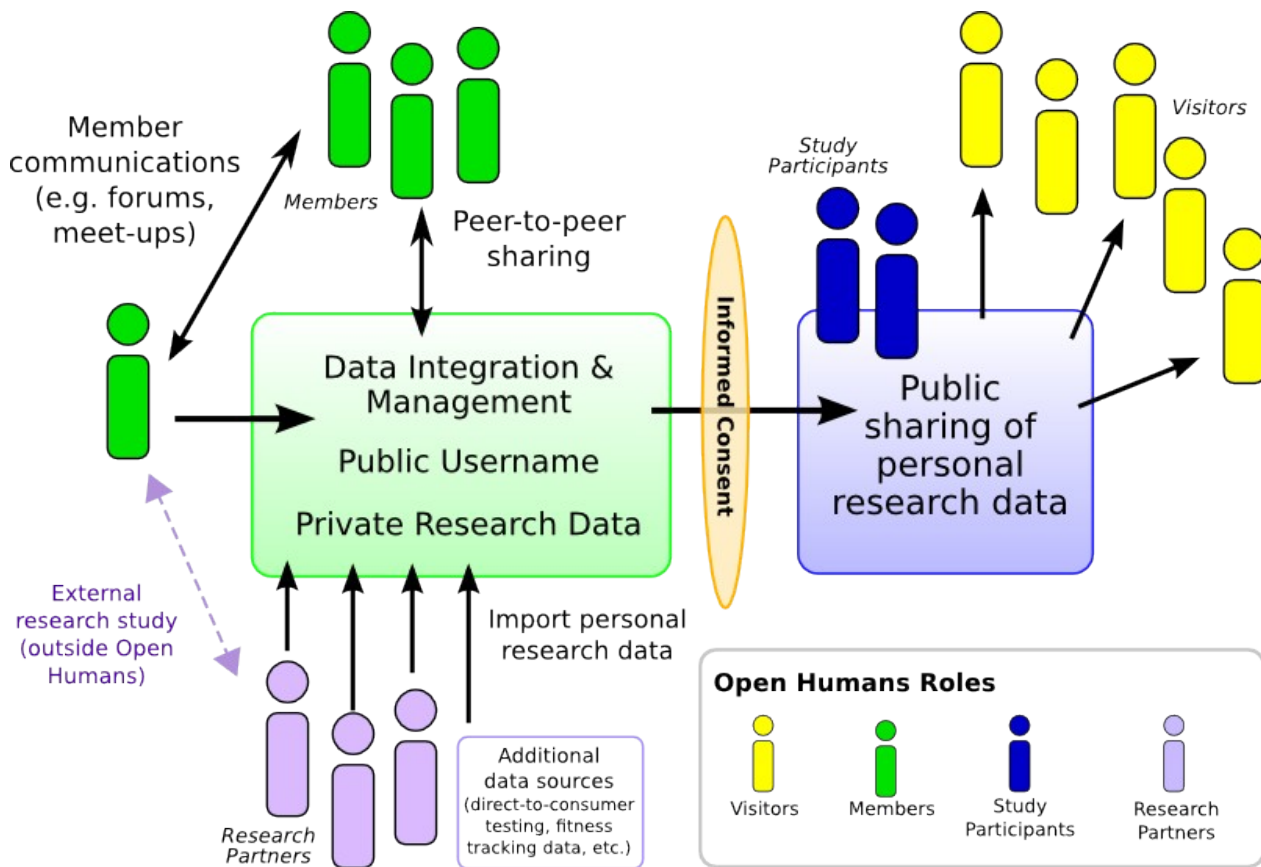 Member
communications
(e.g. forums,
meet-ups)
Members
Peer-to-peer
sharing
Study
Participants
Visitors
Data Integration &
Management
Public Username
Private Research Data
Informed Consent
Public
sharing of
personal
research data
External
research study
(outside Open
Humans)
Import personal
research data
Research
Partners
Additional
data sources
(direct-to-consumer
testing, fitness
tracking data, etc.)
Open Humans Roles
Visitors
Members
Study
Participants
Research
Partners